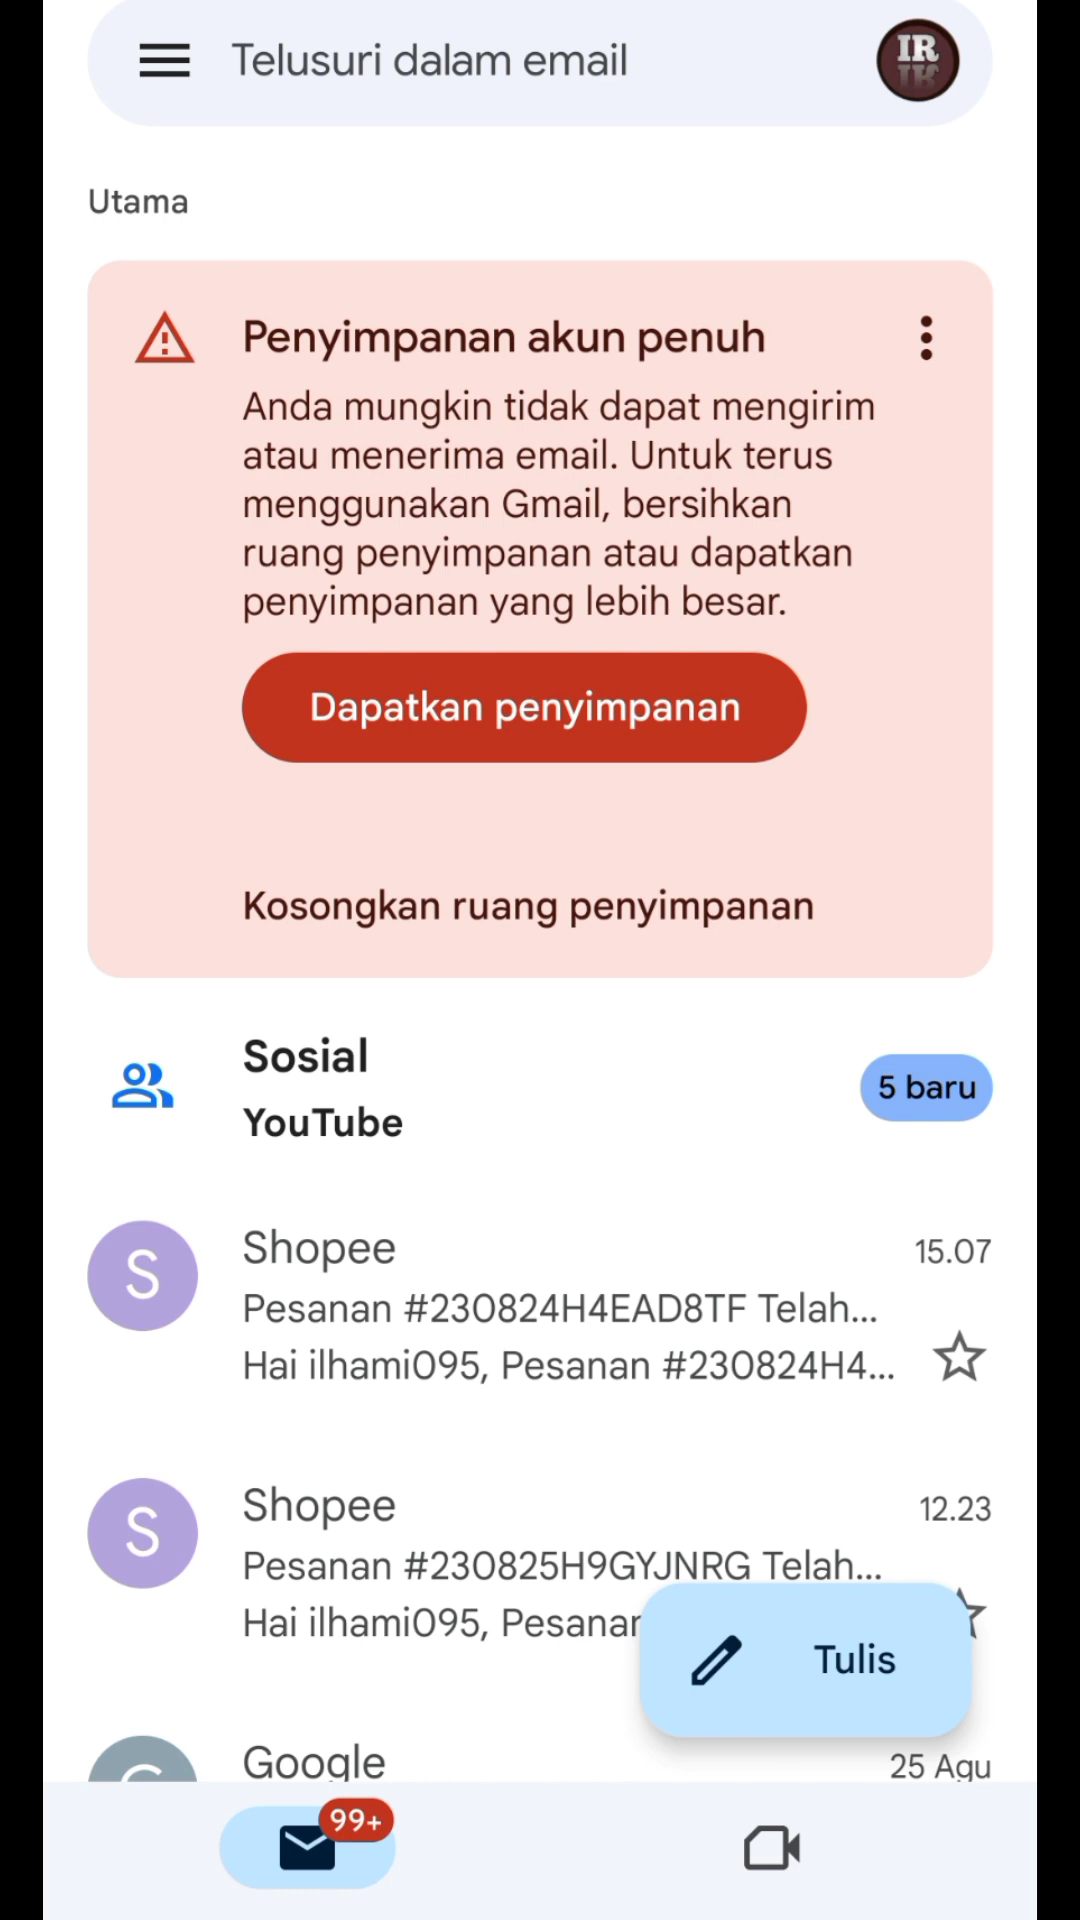 Telusuri dalam email
IR
Utama
Penyimpanan akun penuh
Anda mungkin tidak dapat mengirim
atau menerima email. Untuk terus
menggunakan Gmail, bersihkan
ruang penyimpanan atau dapatkan
penyimpanan yang lebih besar.
Dapatkan penyimpanan
Kosongkan ruang penyimpanan
Sosial
5 baru
YouTube
S
Shopee
15.07
Pesanan #230824H4EAD8TF Telah...
Hai ilhami095, Pesanan #230824H4...
S
Shopee
12.23
Pesanan #230825H9GYJNRG Telah...
Hai ilhami095, Pesanan
Tulis
Google
25 Agu
99+